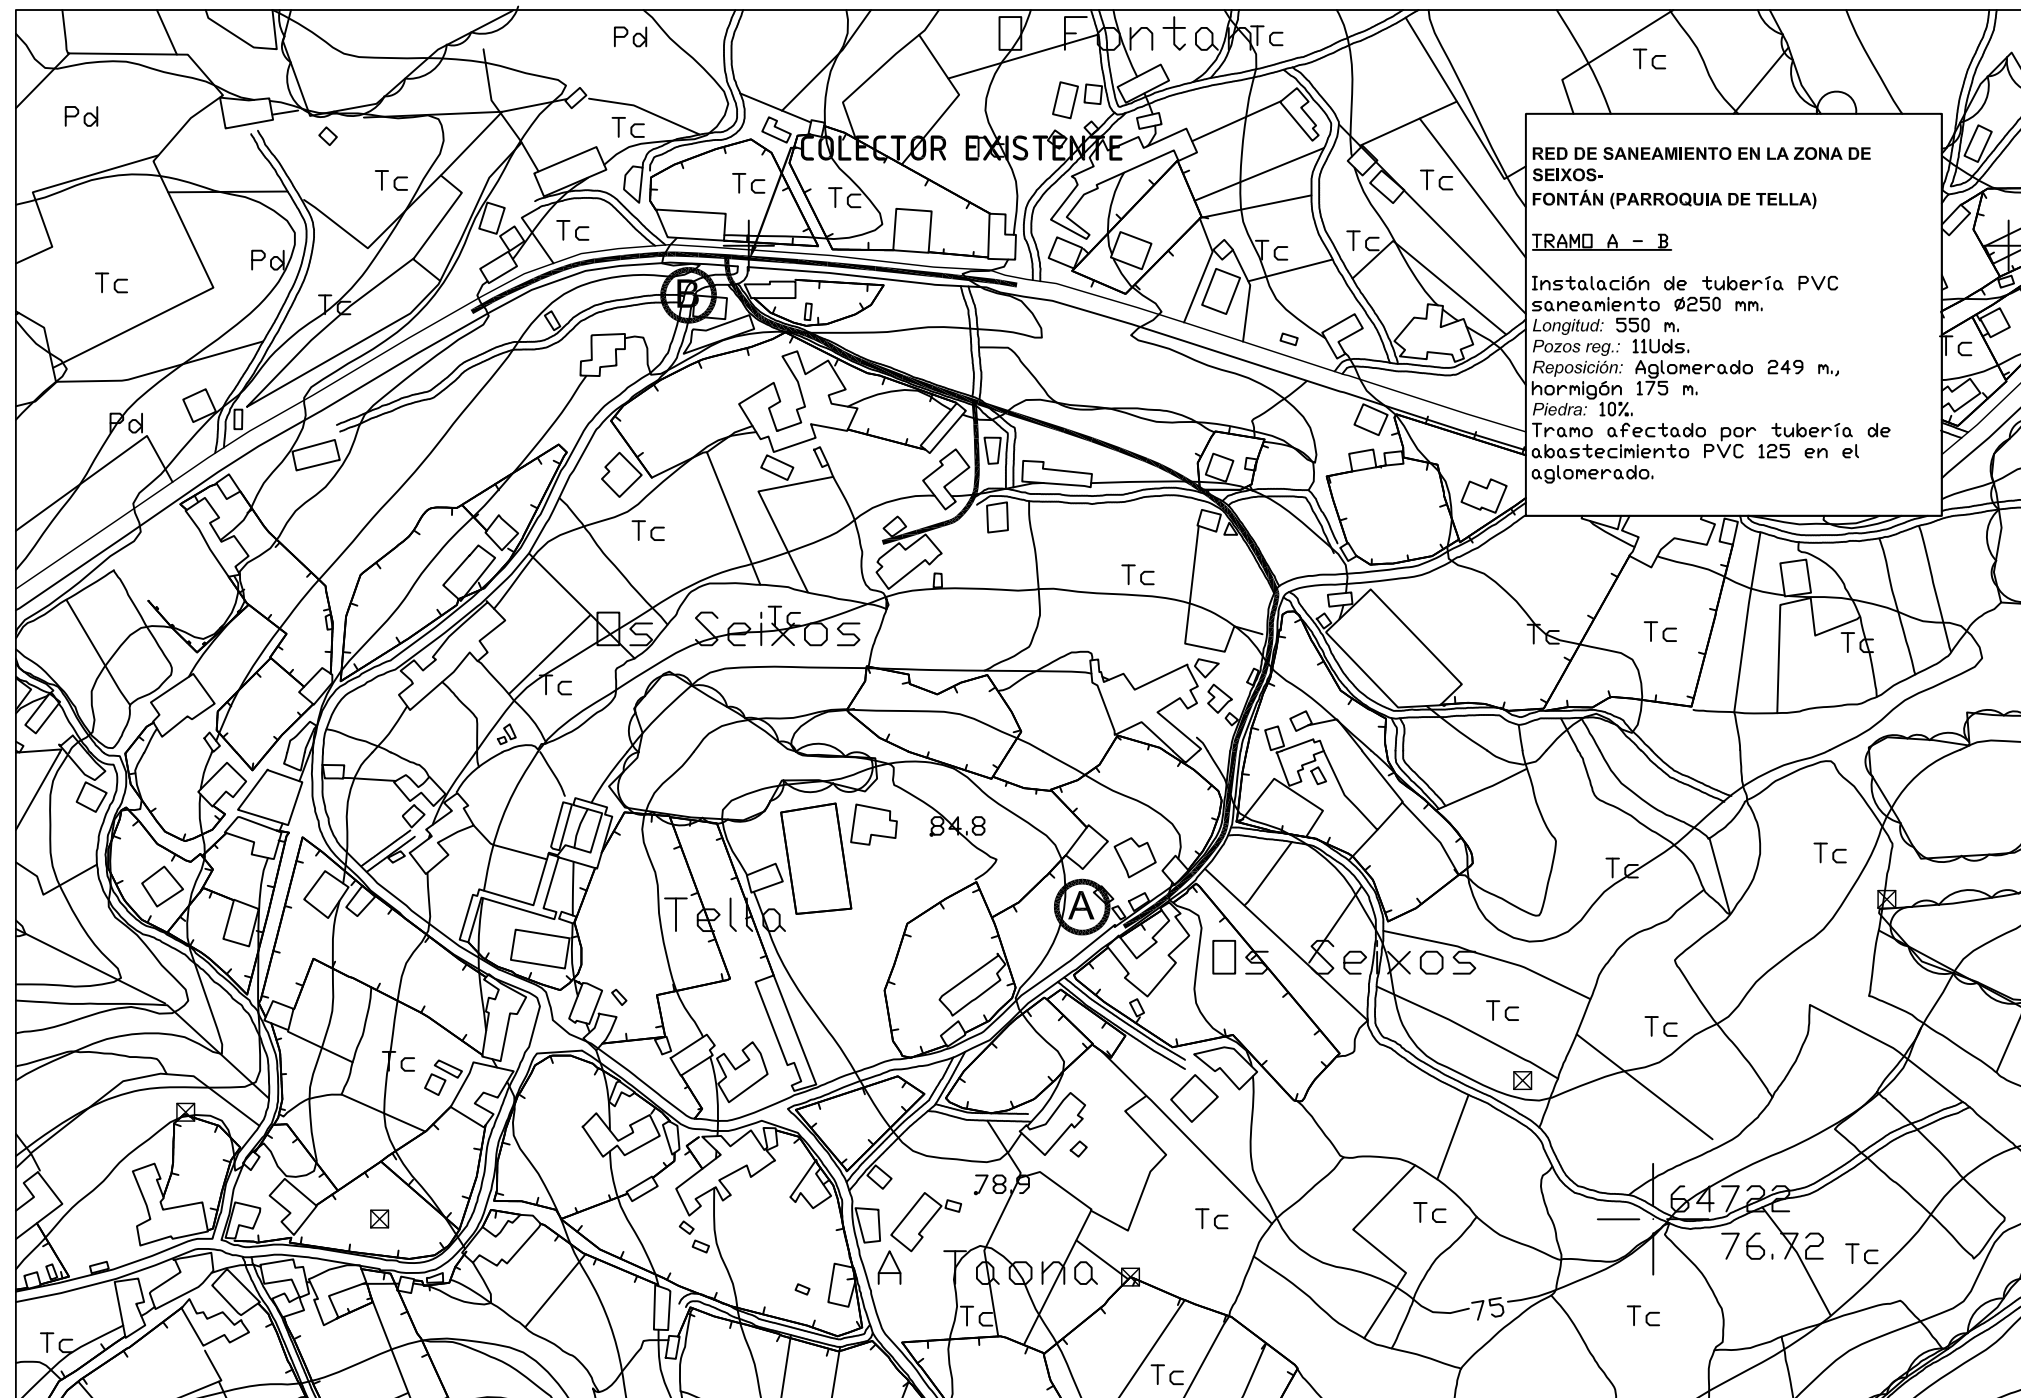 O Fontan
Tc
Pd
Tc
Pd
Tc
COLECTOR EXISTENTE
Tc
Tc
Tc
Tc
Tc
RED DE SANEAMIENTO EN LA ZONA DE
SEIXOS-
FONTÁN (PARROQUIA DE TELLA)
TRAMO A - B
Instalación de tubería PVC
saneamiento Ø250 mm.
Longitud: 550 m.
Pozos reg.: 11Uds.
Reposición: Aglomerado 249 m.,
hormigón 175 m.
Piedra: 10%.
Tramo afectado por tubería de
abastecimiento PVC 125 en el
aglomerado.
Tc
Tc
Tc
Pd
Tc
Tc
B
Tc
Pd
Tc
Tc
Os Seixos
Tc
Tc
Tc
Tc
Tc
84,8
Tc
Tc
Tella
A
Os Seixos
Tc
Tc
Tc
78,9
Tc
Tc
64722
76.72
Tc
A Taona
75
Tc
Tc
Tc
Tc